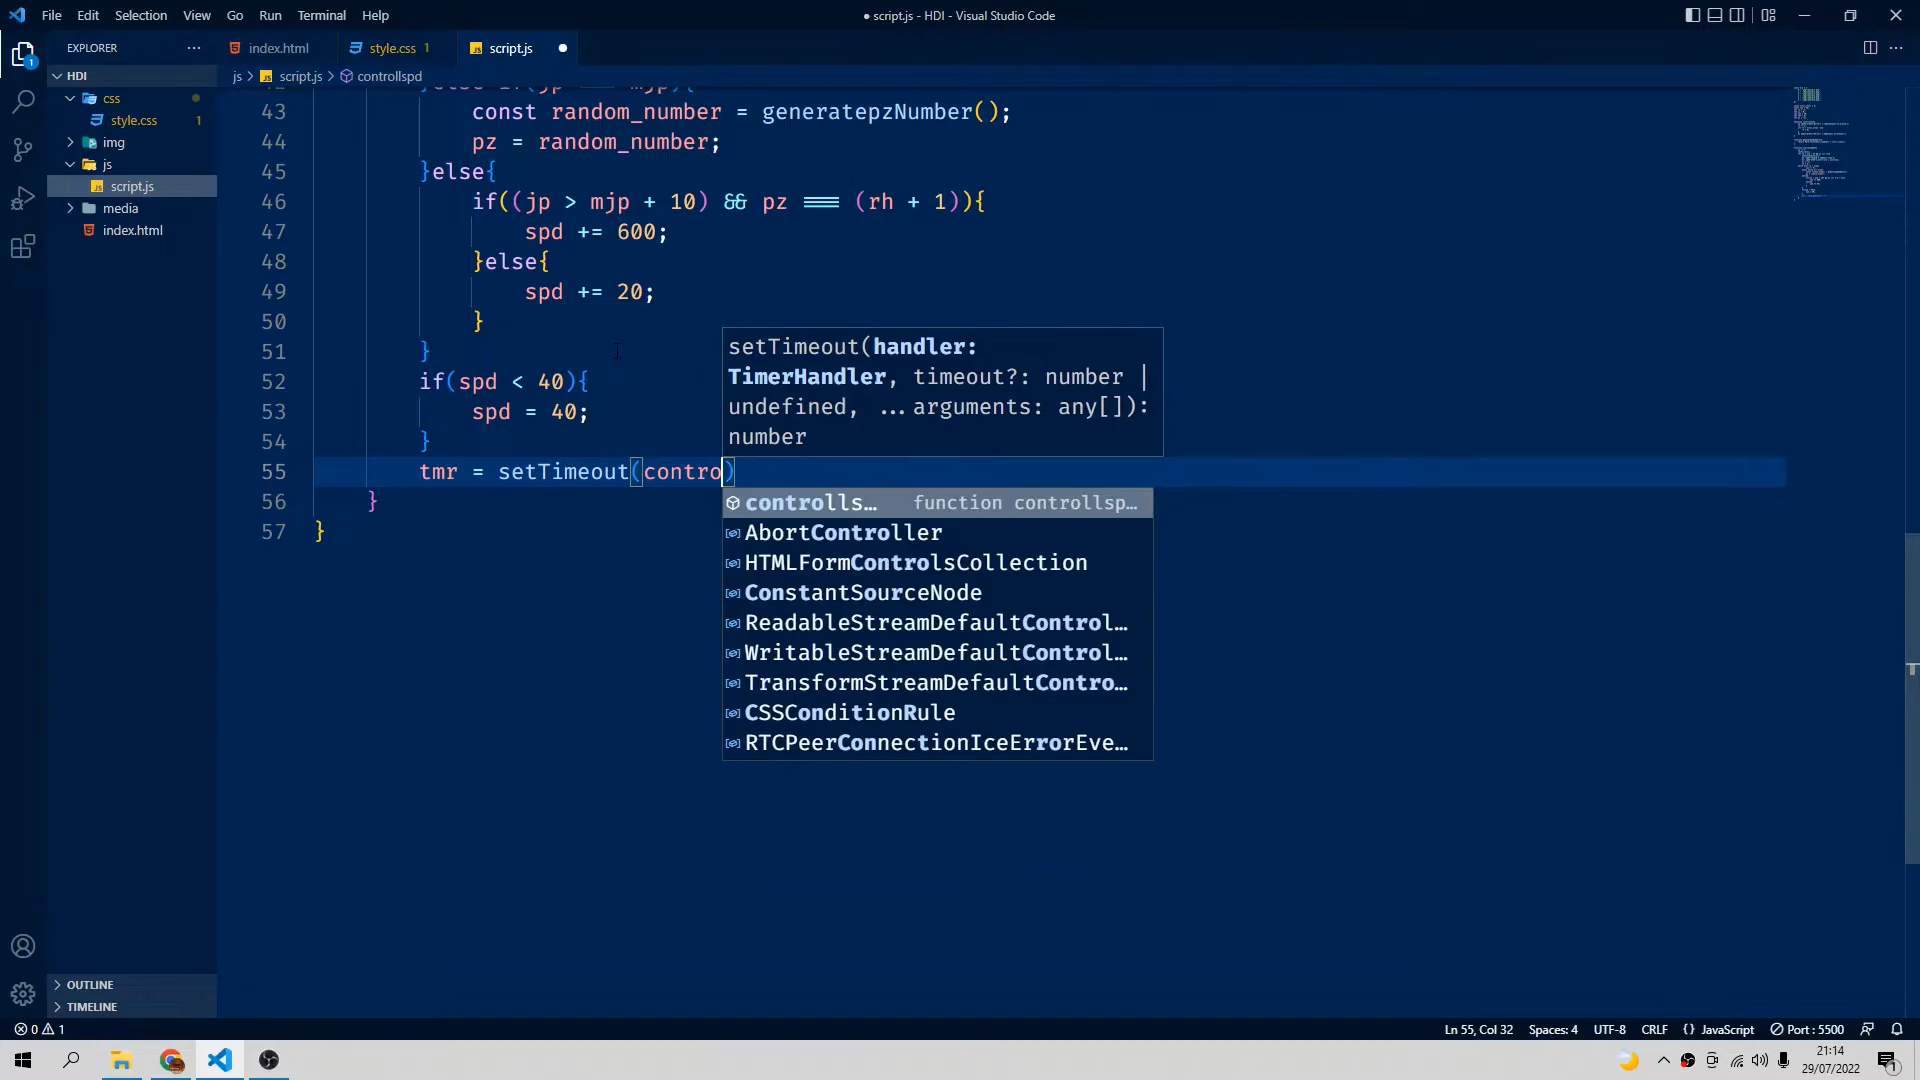 File Edit Selection View Go Run Terminal Help
● script.js - HDI - Visual Studio Code
EXPLORER
HDI
css
style.css 1
img
js
script.js
media
index.html
OUTLINE
TIMELINE
index.html style.css 1 script.js
js > script.js > controllspd
43 const random_number = generatepzNumber();
44 pz = random_number;
45 }else{
46 if((jp > mjp + 10) && pz === (rh + 1)){
47 spd += 600;
48 }else{
49 spd += 20;
50 }
51 }
52 if(spd < 40){
53 spd = 40;
54 }
55 tmr = setTimeout(contro)
56 }
57 }
setTimeout(handler:
TimerHandler, timeout?: number |
undefined, ...arguments: any[]):
number
controlls… function controllsp…
AbortController
HTMLFormControlsCollection
ConstantSourceNode
ReadableStreamDefaultControl…
WritableStreamDefaultControl…
TransformStreamDefaultContro…
CSSConditionRule
RTCPeerConnectionIceErrorEve…
0 1
Ln 55, Col 32 Spaces: 4 UTF-8 CRLF {} JavaScript Port : 5500
21:14
29/07/2022